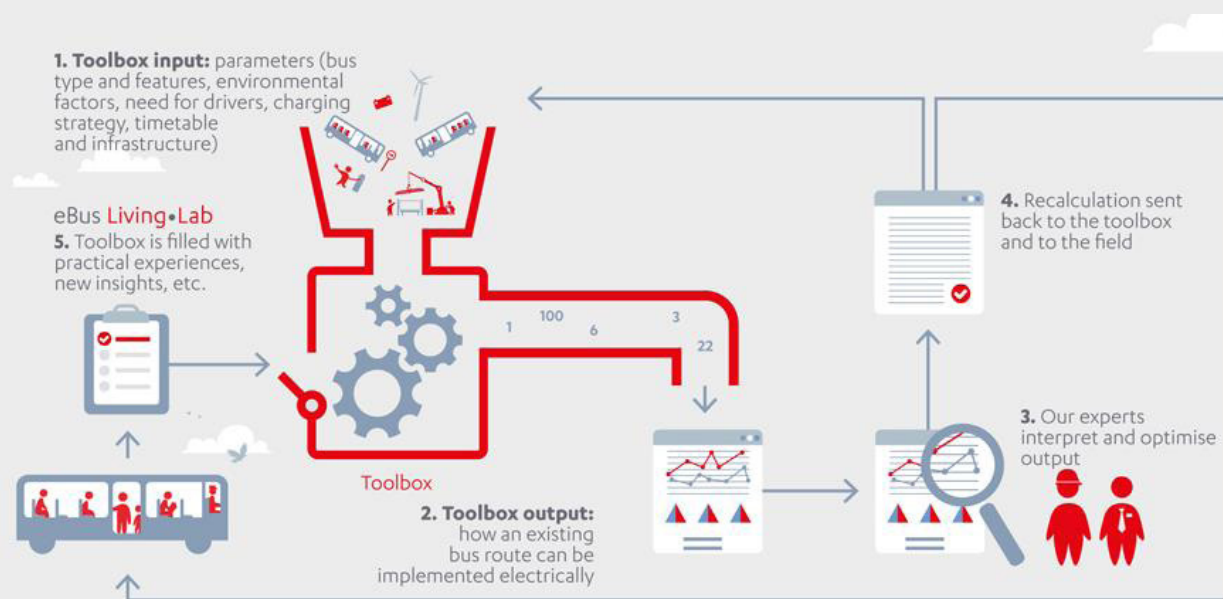 1. Toolbox input: parameters (bus
type and features, environmental
factors, need for drivers, charging
strategy, timetable
and infrastructure)
eBus Living•Lab
5. Toolbox is filled with
practical experiences,
new insights, etc.
1
100
6
3
22
Toolbox
2. Toolbox output:
how an existing
bus route can be
implemented electrically
3. Our experts
interpret and optimise
output
4. Recalculation sent
back to the toolbox
and to the field